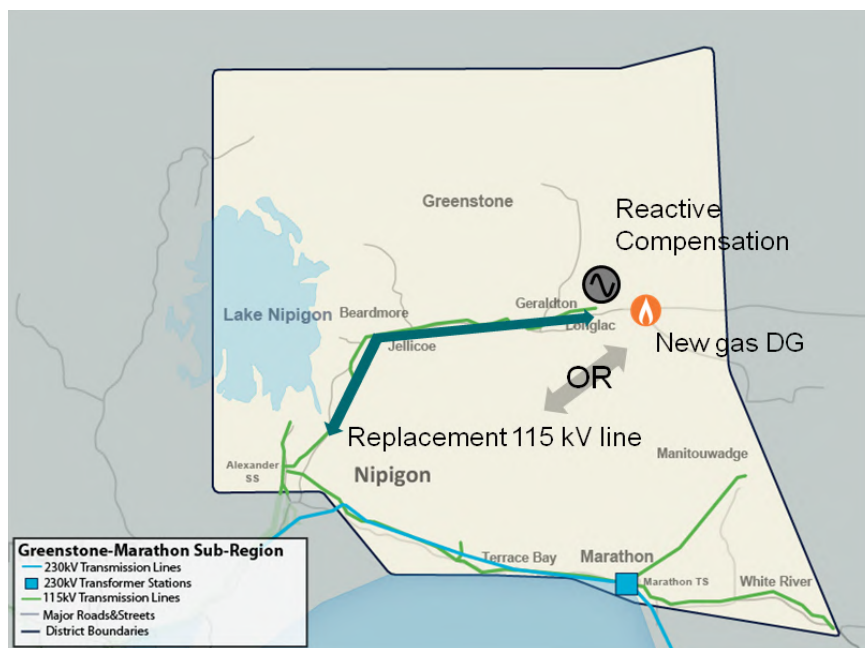 Greenstone
Reactive
Compensation
Lake Nipigon
Beardmore
Geraldton
Longlac
Jellicoe
New gas DG
OR
Replacement 115 kV line
Manitouwadge
Alexander
SS
Nipigon
Terrace Bay
Marathon
Marathon TS
White River
Greenstone-Marathon Sub-Region
230kV Transmission Lines
230kV Transformer Stations
115kV Transmission Lines
Major Roads&Streets
District Boundaries